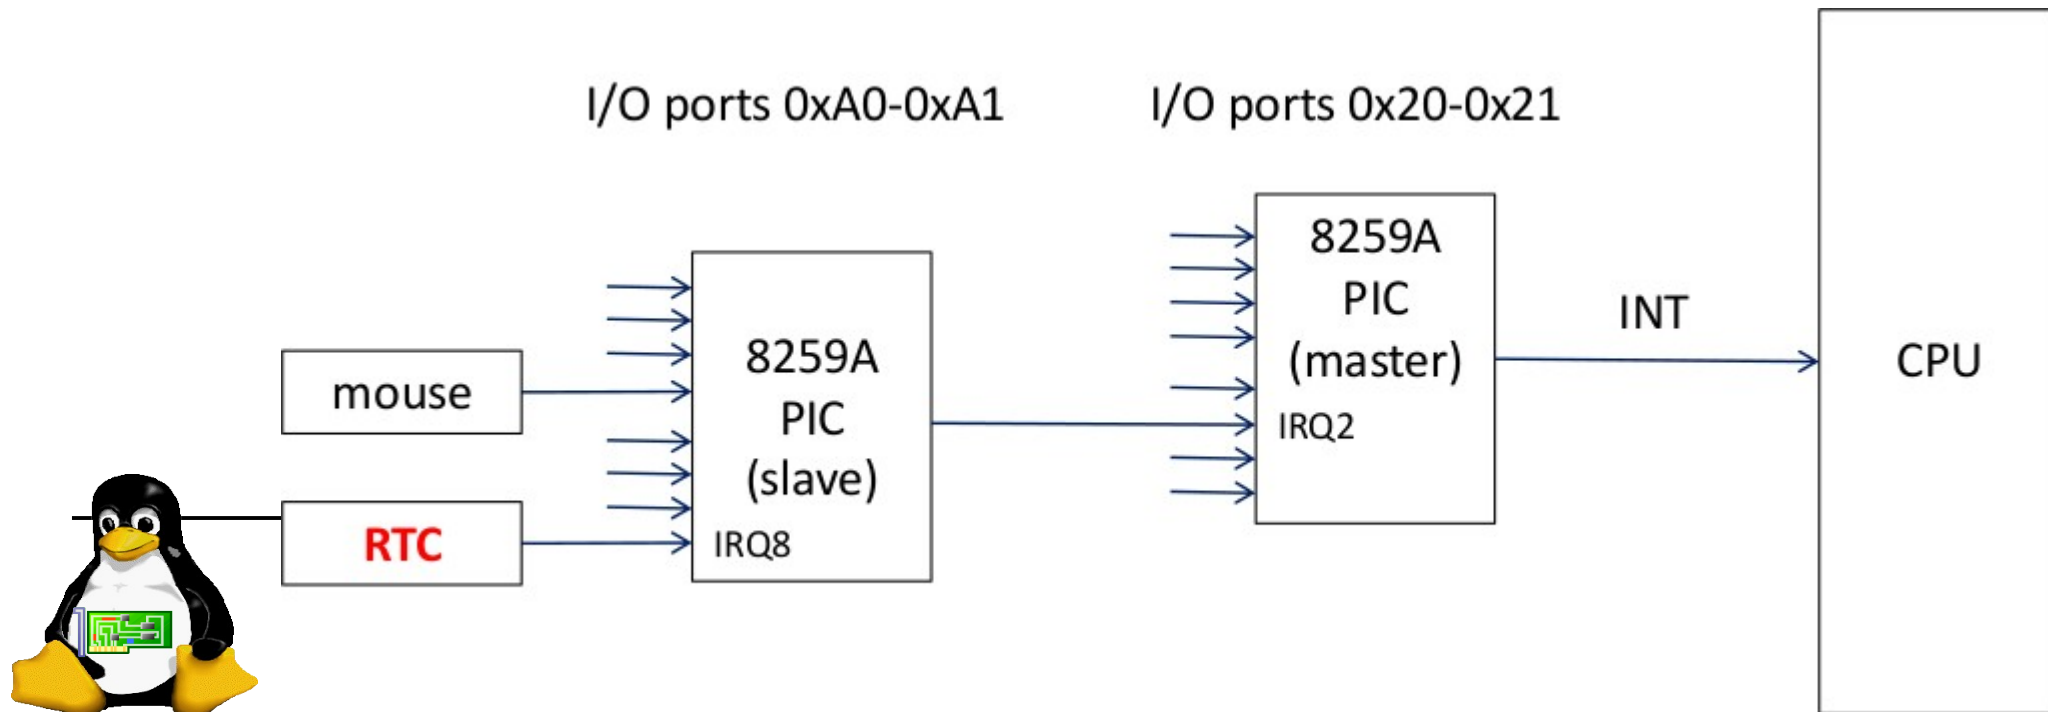 I/O ports 0xA0-0xA1
I/O ports 0x20-0x21
8259A
PIC
(master)
IRQ2
INT
CPU
8259A
PIC
(slave)
IRQ8
mouse
RTC